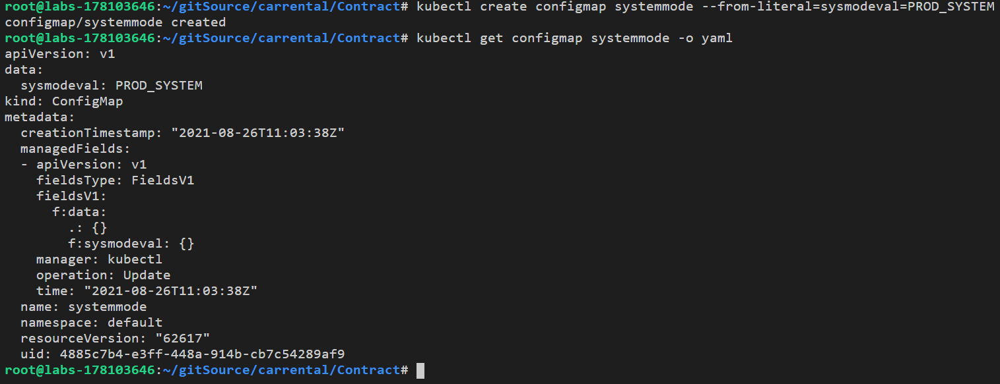 root@labs-178103646:~/gitSource/carrental/Contract# kubectl create configmap systemmode --from-literal=sysmodeval=PROD_SYSTEM
configmap/systemmode created
root@labs-178103646:~/gitSource/carrental/Contract# kubectl get configmap systemmode -o yaml
apiVersion: v1
data:
  sysmodeval: PROD_SYSTEM
kind: ConfigMap
metadata:
  creationTimestamp: "2021-08-26T11:03:38Z"
  managedFields:
  - apiVersion: v1
    fieldsType: FieldsV1
    fieldsV1:
      f:data:
        .: {}
        f:sysmodeval: {}
    manager: kubectl
    operation: Update
    time: "2021-08-26T11:03:38Z"
  name: systemmode
  namespace: default
  resourceVersion: "62617"
  uid: 4885c7b4-e3ff-448a-914b-cb7c54289af9
root@labs-178103646:~/gitSource/carrental/Contract#